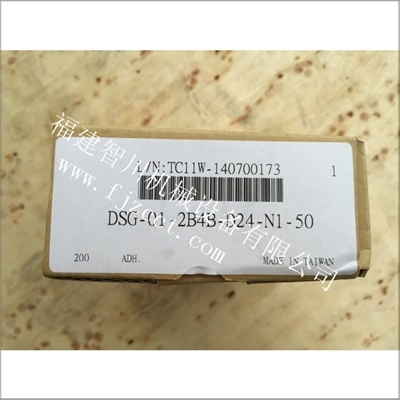 L/N:TC11W-140700173 1
DSG-01-2B4B-D24-N1-50
200 ADH. MADE IN TAIWAN
福建智川机械设备有限公司
www.fjzcjt.com